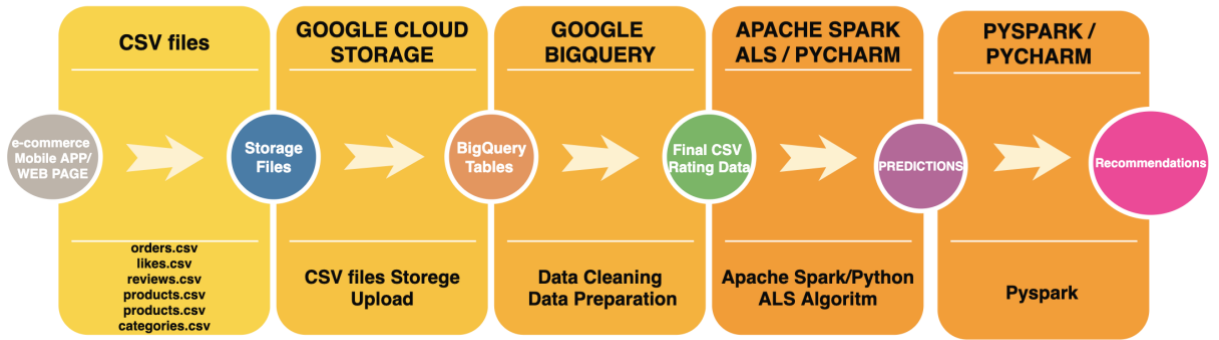 CSV files
GOOGLE CLOUD
STORAGE
GOOGLE
BIGQUERY
APACHE SPARK
ALS / PYCHARM
PYSPARK /
PYCHARM
e-commerce
Mobile APP/
WEB PAGE
Storage
Files
BigQuery
Tables
Final CSV
Rating Data
PREDICTIONS
Recommendations
orders.csv
likes.csv
reviews.csv
products.csv
products.csv
categories.csv
CSV files Storege
Upload
Data Cleaning
Data Preparation
Apache Spark/Python
ALS Algoritm
Pyspark